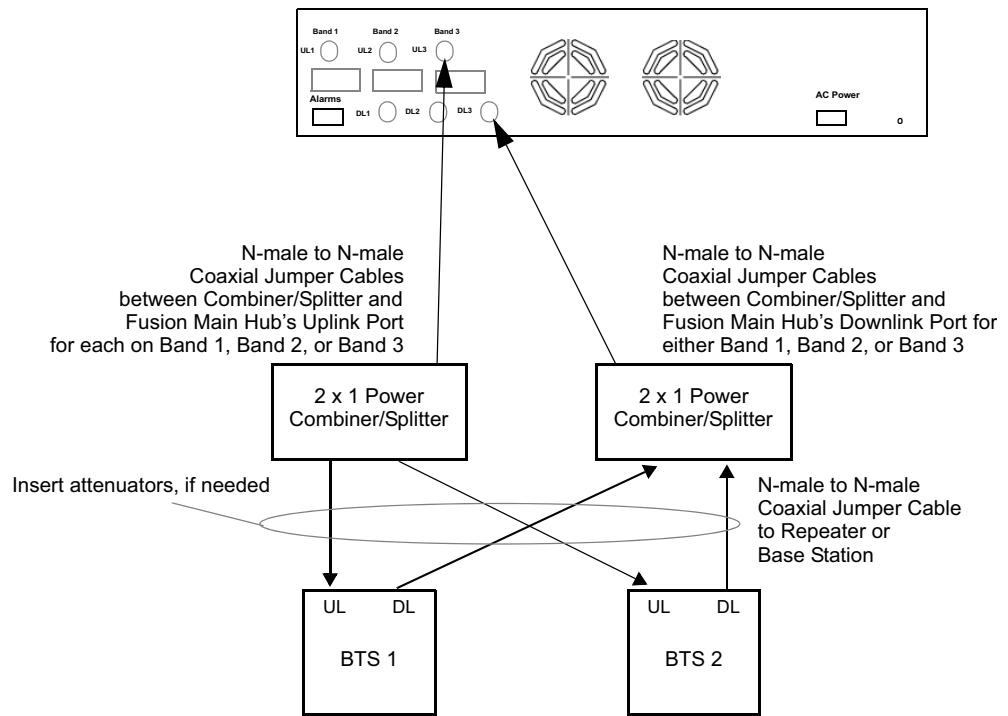 Band 1 Band 2 Band 3
UL1 UL2 UL3
Alarms
DL1 DL2 DL3
AC Power
o
N-male to N-male
Coaxial Jumper Cables
between Combiner/Splitter and
Fusion Main Hub's Uplink Port
for each on Band 1, Band 2, or Band 3
N-male to N-male
Coaxial Jumper Cables
between Combiner/Splitter and
Fusion Main Hub's Downlink Port for
either Band 1, Band 2, or Band 3
2 x 1 Power
Combiner/Splitter
2 x 1 Power
Combiner/Splitter
Insert attenuators, if needed
N-male to N-male
Coaxial Jumper Cable
to Repeater or
Base Station
UL DL
BTS 1
UL DL
BTS 2